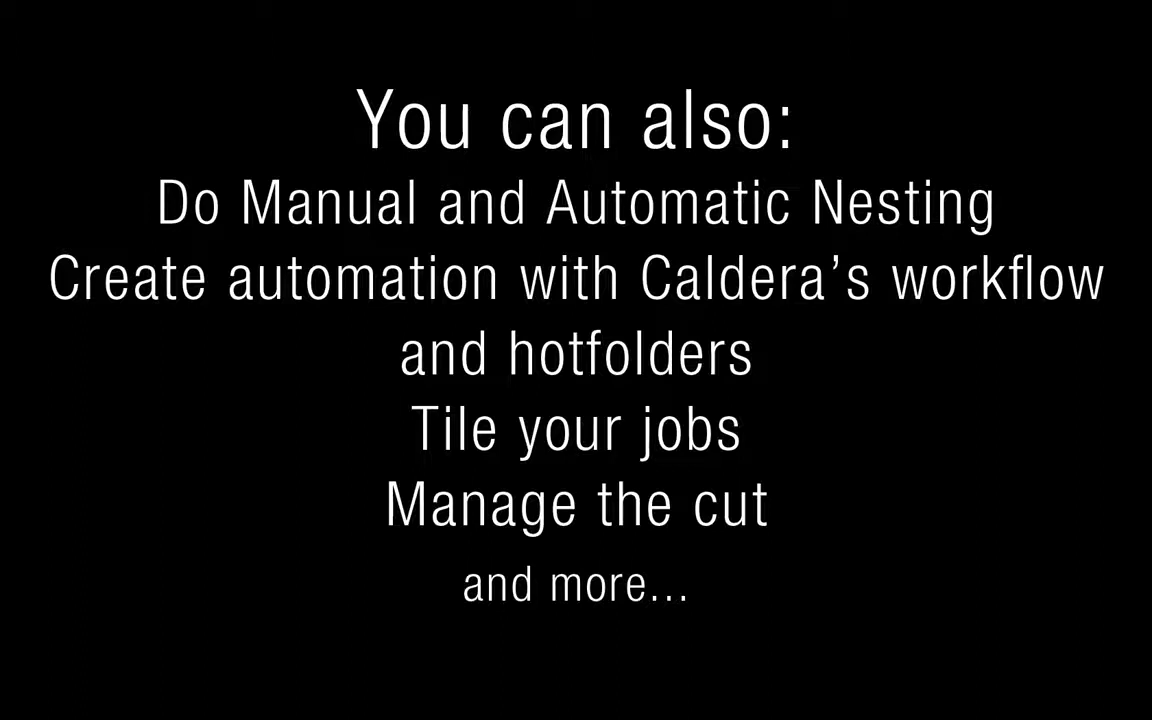 You can also:
Do Manual and Automatic Nesting
Create automation with Caldera’s workflow
and hotfolders
Tile your jobs
Manage the cut
and more...